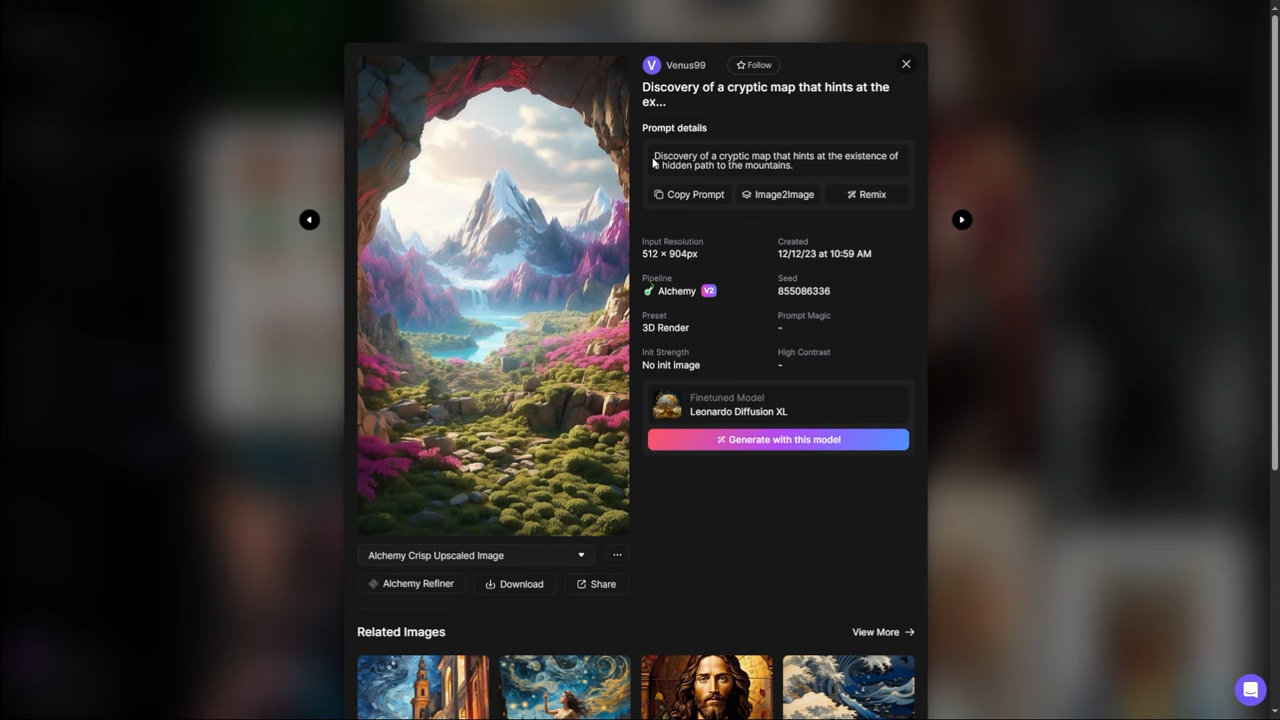 V Venus99 Follow
Discovery of a cryptic map that hints at the
ex...
Prompt details
Discovery of a cryptic map that hints at the existence of
hidden path to the mountains.
Copy Prompt Image2Image Remix
Input Resolution Created
512 × 904px 12/12/23 at 10:59 AM
Pipeline Seed
Alchemy V2 855086336
Preset Prompt Magic
3D Render -
Init Strength High Contrast
No init image -
Finetuned Model
Leonardo Diffusion XL
Generate with this model
Alchemy Crisp Upscaled Image ...
Alchemy Refiner Download Share
Related Images View More